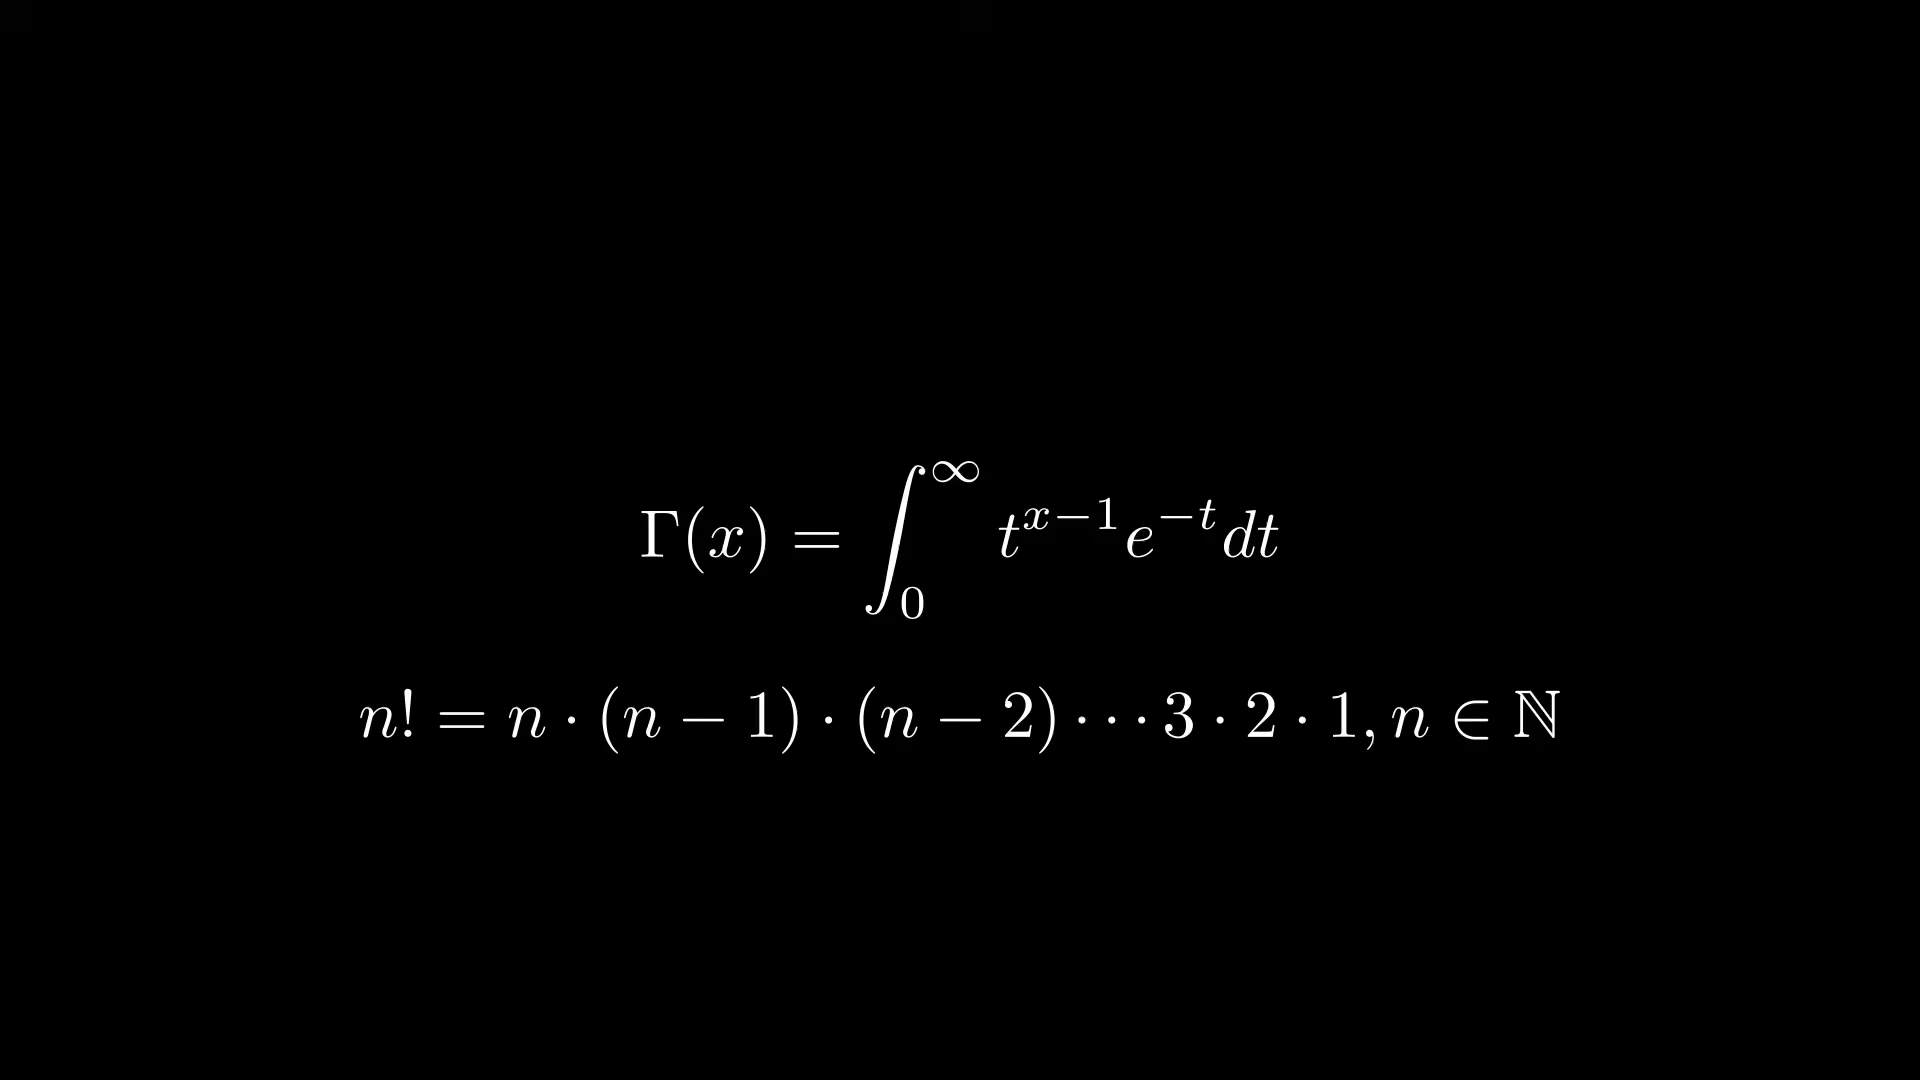 Γ(x) = ∫₀^∞ t^{x−1} e^{−t} dt
n! = n · (n − 1) · (n − 2) ··· 3 · 2 · 1, n ∈ ℕ